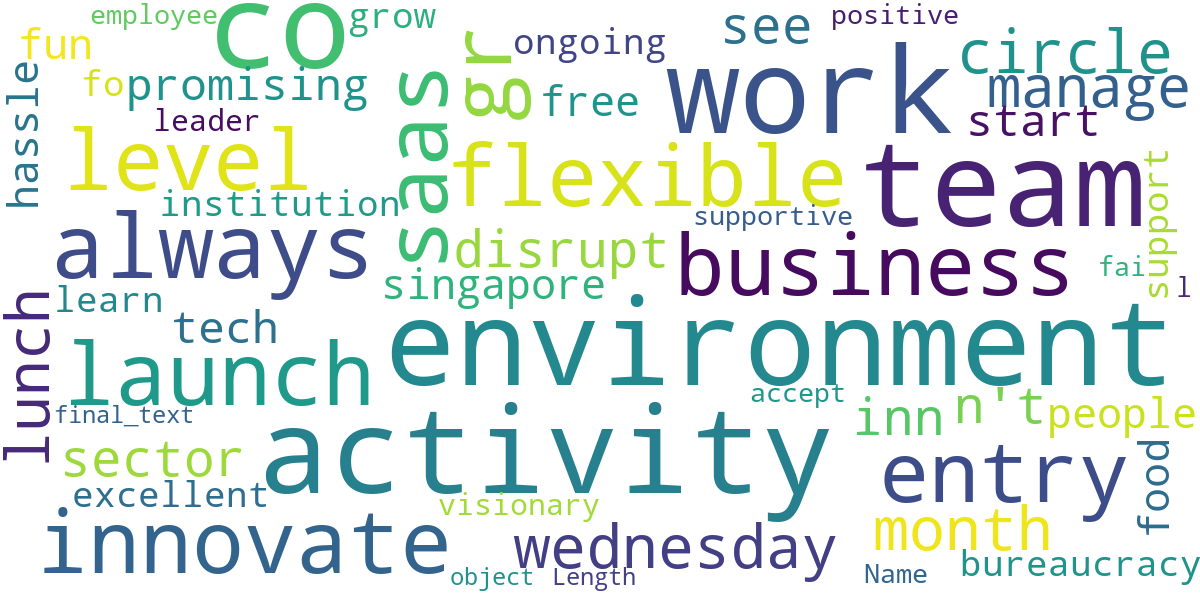 employee
co
grow
positive
fun
ongoing
see
circle
fo
promising
saas
gr
free
work
manage
hassle
leader
start
level
flexible
team
institution
supportive
support
always
disrupt
business
fai
singapore
l
learn
tech
environment
lunch
launch
accept
final_text
activity
inn
n't
people
sector
entry
food
excellent
visionary
innovate
wednesday
month
object
Length
Name
bureaucracy